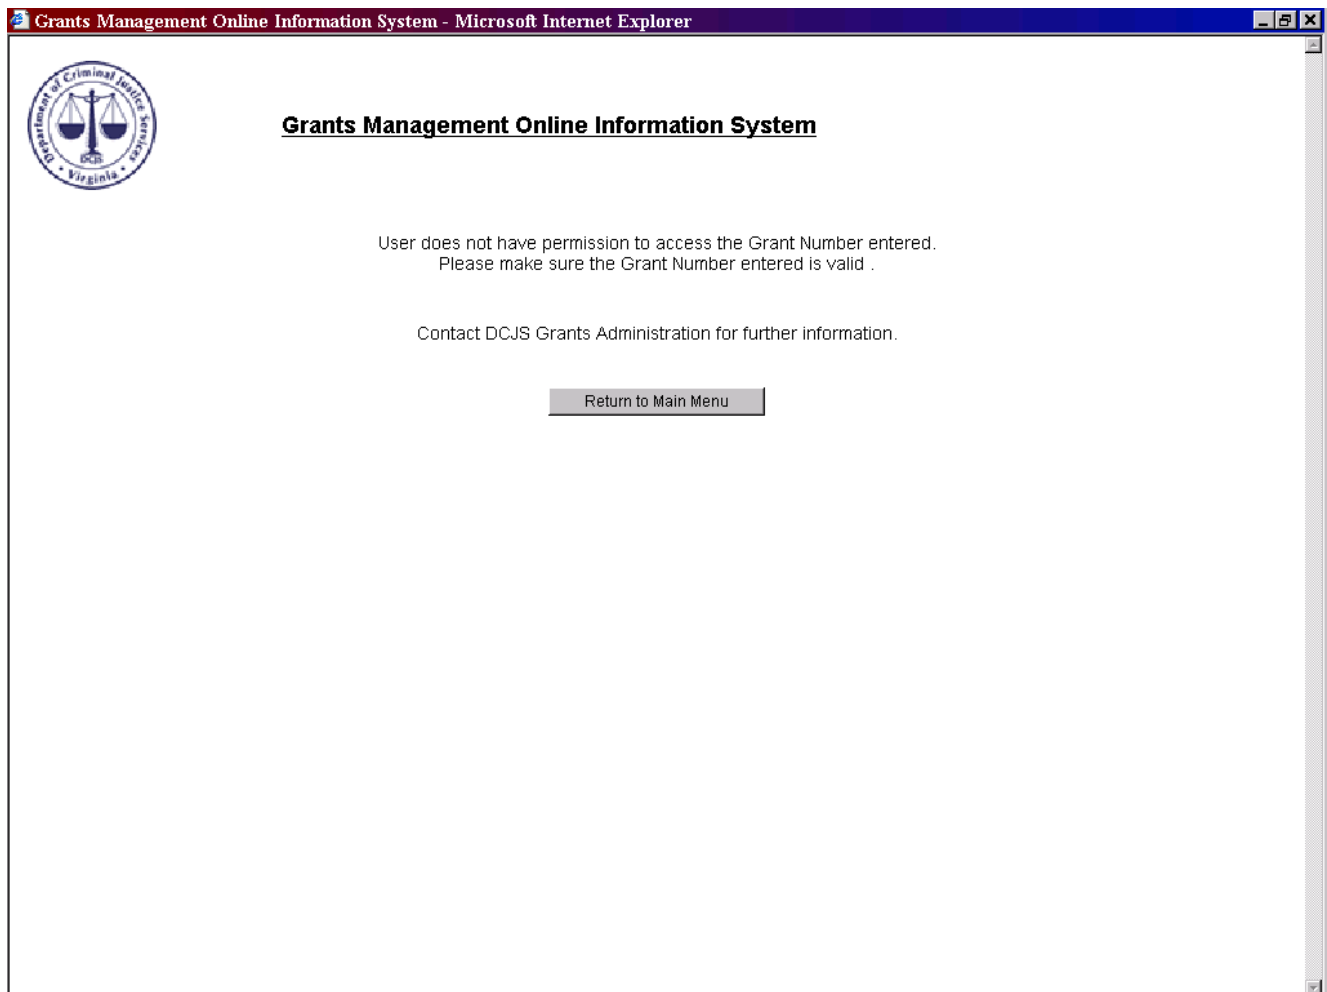 Grants Management Online Information System - Microsoft Internet Explorer
Department of Criminal Justice Services
DCJS
Virginia
Grants Management Online Information System
User does not have permission to access the Grant Number entered.
Please make sure the Grant Number entered is valid .
Contact DCJS Grants Administration for further information.
Return to Main Menu